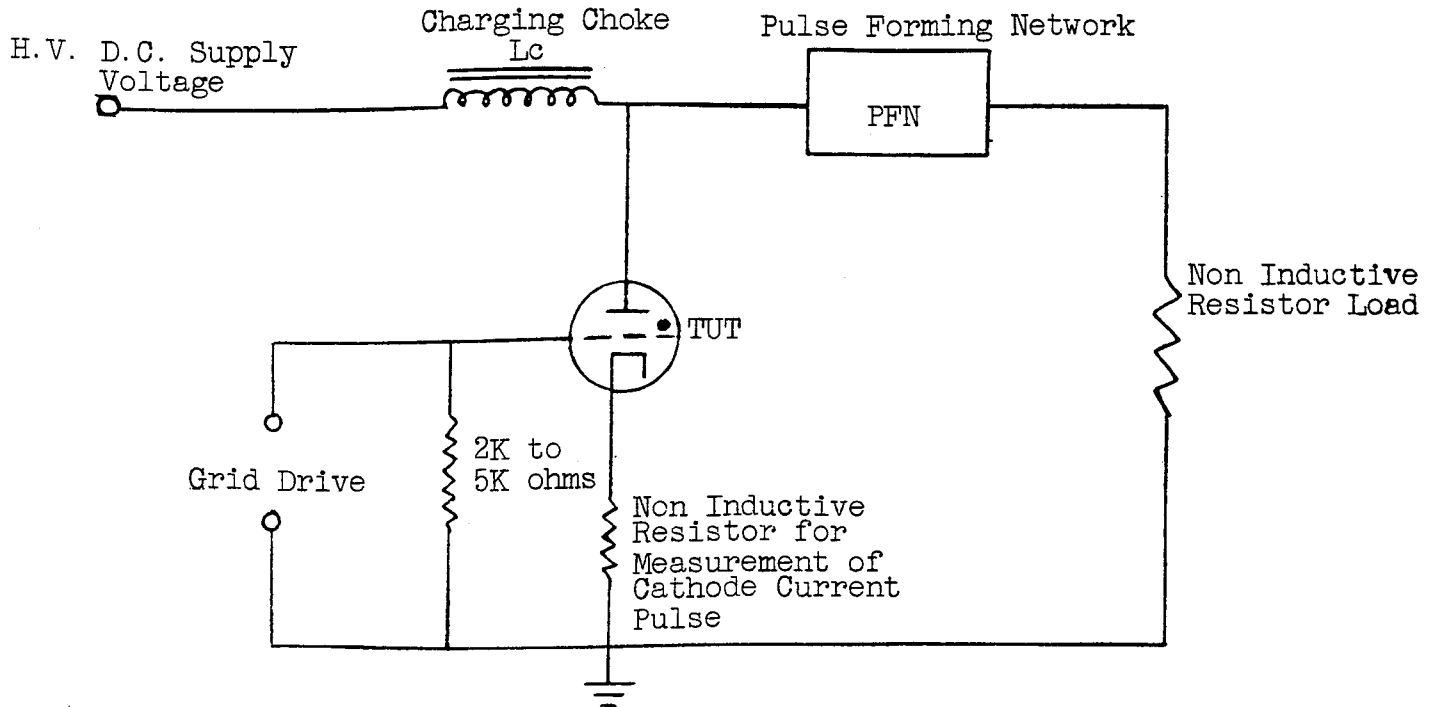 Charging Choke
Lc
Pulse Forming Network
H.V. D.C. Supply
Voltage
PFN
Non Inductive
Resistor Load
TUT
2K to
5K ohms
Grid Drive
Non Inductive
Resistor for
Measurement of
Cathode Current
Pulse